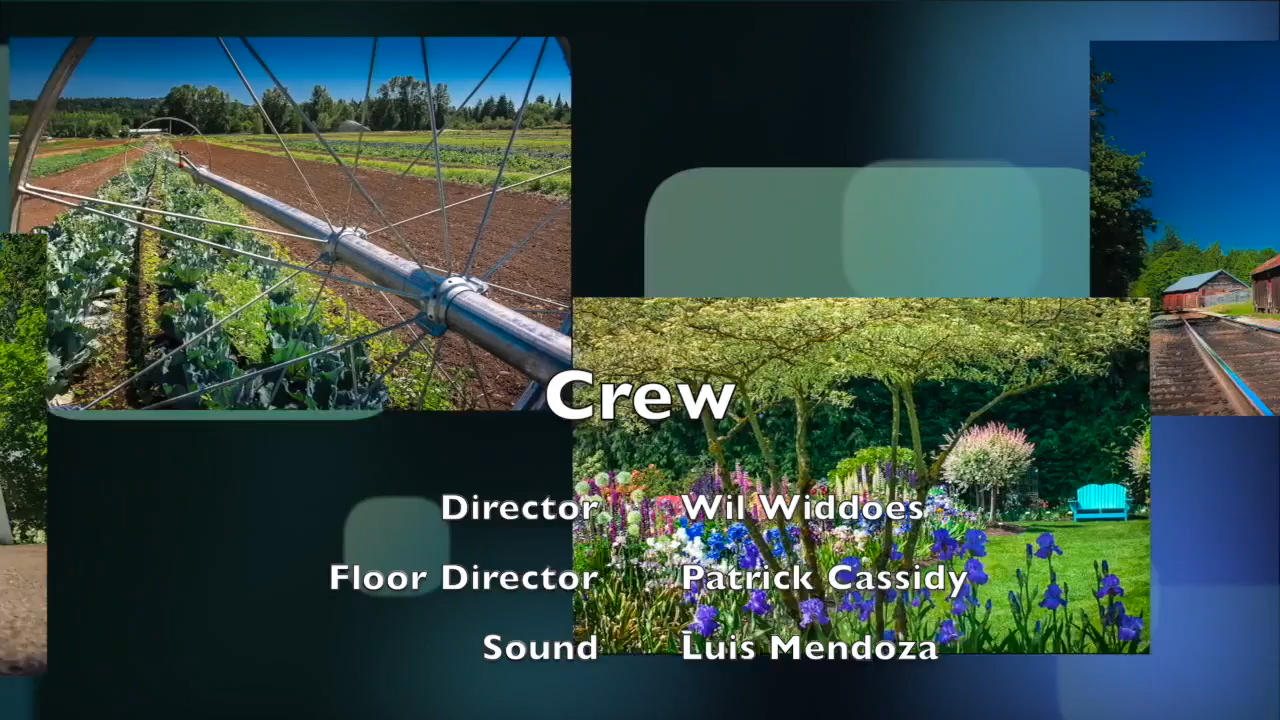 Crew
Director Wil Widdoes
Floor Director Patrick Cassidy
Sound Luis Mendoza